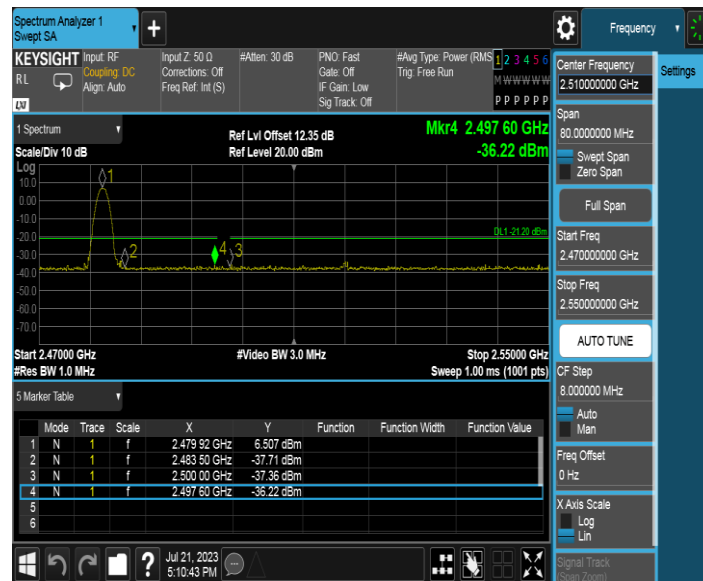 Spectrum Analyzer 1
Swept SA
+
Frequency
KEYSIGHT
RL
LXI
Input: RF
Coupling: DC
Align: Auto
Input Z: 50 Ω
Corrections: Off
Freq Ref: Int (S)
#Atten: 30 dB
PNO: Fast
Gate: Off
IF Gain: Low
Sig Track: Off
#Avg Type: Power (RMS
Trig: Free Run
1 2 3 4 5 6
M W W W W W
P P P P P P
1 Spectrum
Scale/Div 10 dB
Ref Lvl Offset 12.35 dB
Ref Level 20.00 dBm
Mkr4 2.497 60 GHz
-36.22 dBm
Log
10.0
0.00
-10.0
-20.0
-30.0
-40.0
-50.0
-60.0
-70.0
1
2
4
3
DL1 -21.20 dBm
Start 2.47000 GHz
#Video BW 3.0 MHz
Stop 2.55000 GHz
#Res BW 1.0 MHz
Sweep 1.00 ms (1001 pts)
5 Marker Table
Mode Trace Scale X Y Function Function Width Function Value
1 N 1 f 2.479 92 GHz 6.507 dBm
2 N 1 f 2.483 50 GHz -37.71 dBm
3 N 1 f 2.500 00 GHz -37.36 dBm
4 N 1 f 2.497 60 GHz -36.22 dBm
5
6
?
Jul 21, 2023
5:10:43 PM
Center Frequency
2.510000000 GHz
Settings
Span
80.0000000 MHz
Swept Span
Zero Span
Full Span
Start Freq
2.470000000 GHz
Stop Freq
2.550000000 GHz
AUTO TUNE
CF Step
8.000000 MHz
Auto
Man
Freq Offset
0 Hz
X Axis Scale
Log
Lin
Signal Track
(Span Zoom)